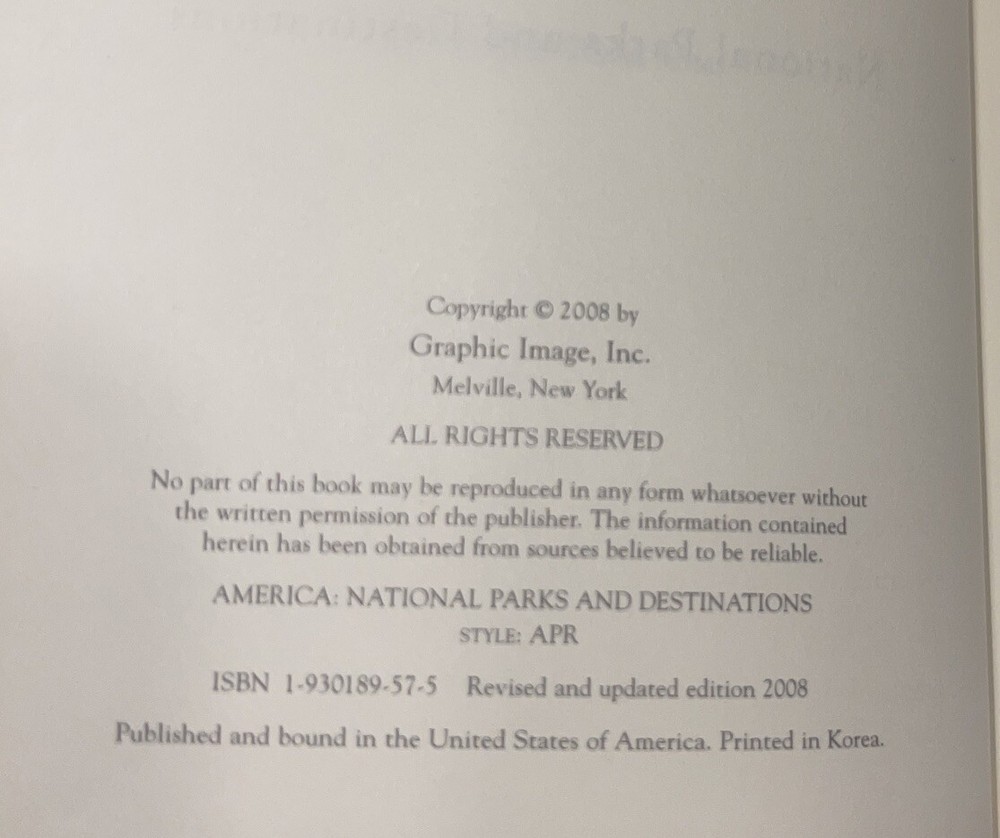 Copyright © 2008 by
Graphic Image, Inc.
Melville, New York
ALL RIGHTS RESERVED
No part of this book may be reproduced in any form whatsoever without
the written permission of the publisher. The information contained
herein has been obtained from sources believed to be reliable.
AMERICA: NATIONAL PARKS AND DESTINATIONS
STYLE: APR
ISBN 1-930189-57-5 Revised and updated edition 2008
Published and bound in the United States of America. Printed in Korea.